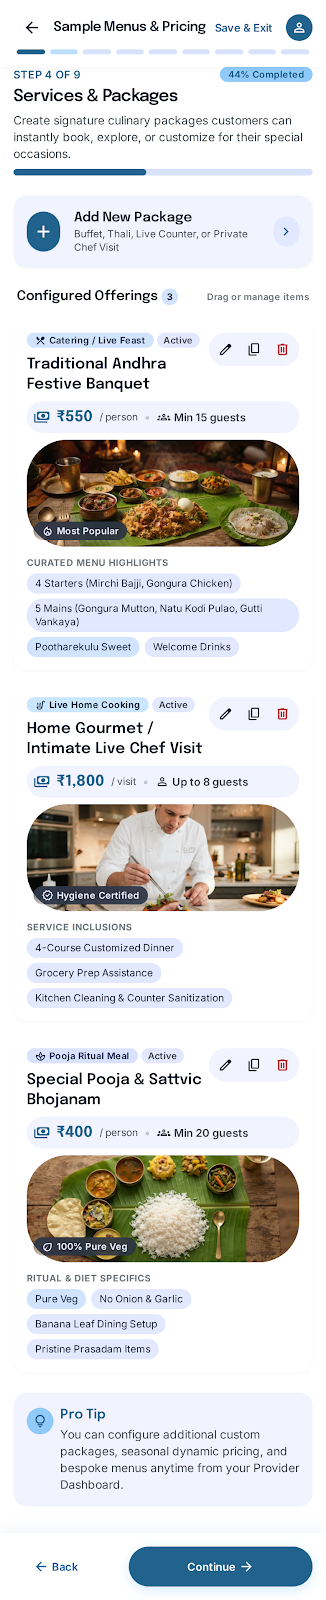 Sample Menus & Pricing
Save & Exit
STEP 4 OF 9
44% Completed
Services & Packages
Create signature culinary packages customers can
instantly book, explore, or customize for their special
occasions.
Add New Package
Buffet, Thali, Live Counter, or Private
Chef Visit
Configured Offerings 3
Drag or manage items
Catering / Live Feast
Active
Traditional Andhra
Festive Banquet
₹550 / person • Min 15 guests
Most Popular
CURATED MENU HIGHLIGHTS
4 Starters (Mirchi Bajji, Gongura Chicken)
5 Mains (Gongura Mutton, Natu Kodi Pulao, Gutti
Vankaya)
Pootharekulu Sweet
Welcome Drinks
Live Home Cooking
Active
Home Gourmet /
Intimate Live Chef Visit
₹1,800 / visit • Up to 8 guests
Hygiene Certified
SERVICE INCLUSIONS
4-Course Customized Dinner
Grocery Prep Assistance
Kitchen Cleaning & Counter Sanitization
Pooja Ritual Meal
Active
Special Pooja & Sattvic
Bhojanam
₹400 / person • Min 20 guests
100% Pure Veg
RITUAL & DIET SPECIFICS
Pure Veg
No Onion & Garlic
Banana Leaf Dining Setup
Pristine Prasadam Items
Pro Tip
You can configure additional custom
packages, seasonal dynamic pricing, and
bespoke menus anytime from your Provider
Dashboard.
Back
Continue